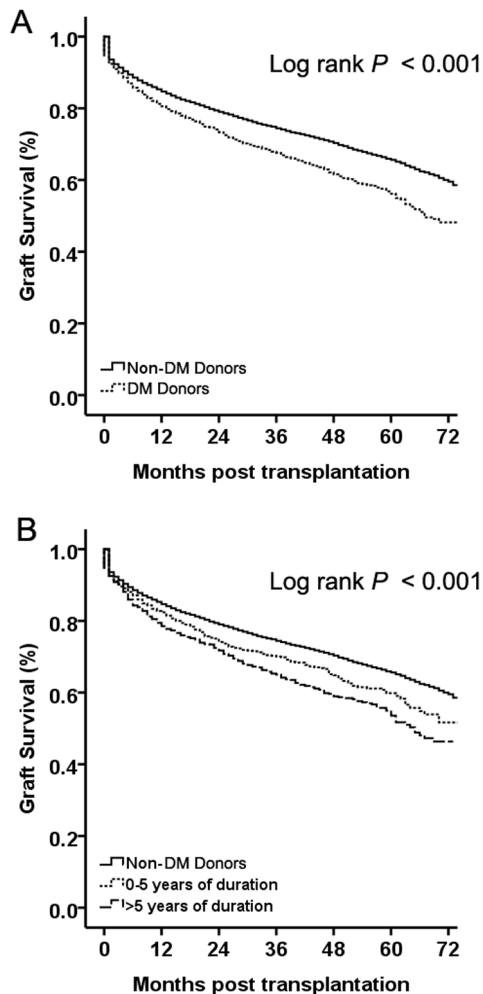 A
Log rank P < 0.001
Graft Survival (%)
1.0
0.8
0.6
0.4
0.2
0.0
Non-DM Donors
DM Donors
0 12 24 36 48 60 72
Months post transplantation
B
Log rank P < 0.001
Graft Survival (%)
1.0
0.8
0.6
0.4
0.2
0.0
Non-DM Donors
0-5 years of duration
>5 years of duration
0 12 24 36 48 60 72
Months post transplantation